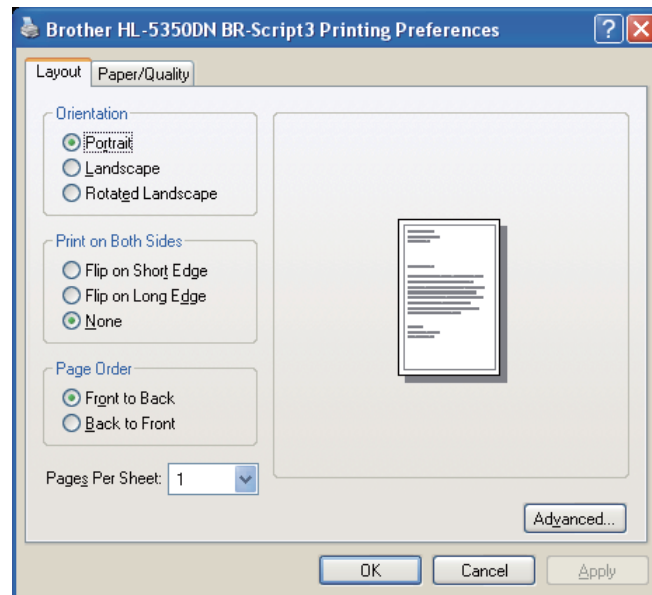 Brother HL-5350DN BR-Script3 Printing Preferences
Layout
Paper/Quality
Orientation
Portrait
Landscape
Rotated Landscape
Print on Both Sides
Flip on Short Edge
Flip on Long Edge
None
Page Order
Front to Back
Back to Front
Pages Per Sheet: 1
Advanced...
OK
Cancel
Apply